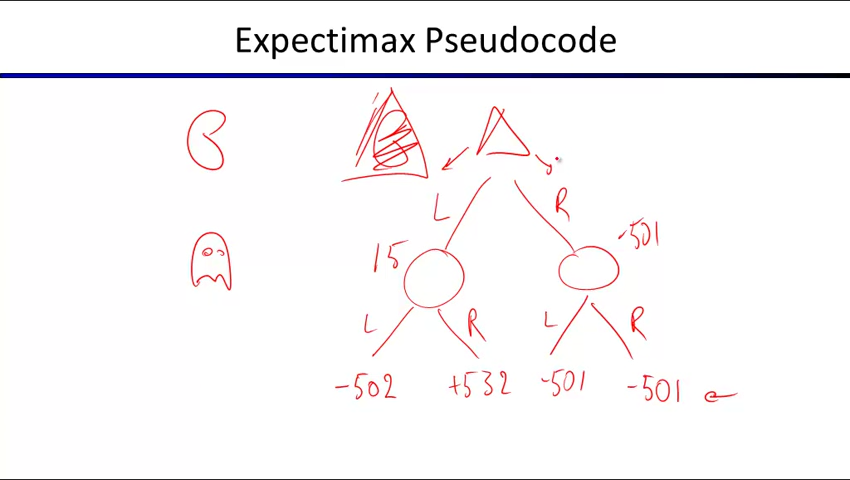 Expectimax Pseudocode
L R
-501
15
L R L R
-502 +532 -501 -501